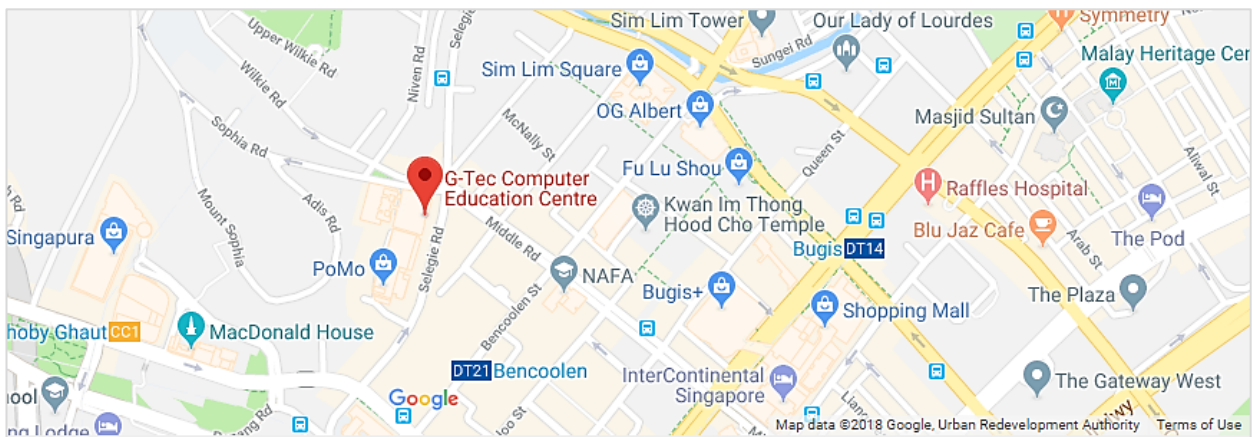 Sim Lim Tower
Our Lady of Lourdes
Symmetry
Upper Wilkie Rd
Niven Rd
Selegie
Sungei Rd
Malay Heritage Cer
Sim Lim Square
Wilkie Rd
OG Albert
Masjid Sultan
McNally St
Sophia Rd
Queen St
Aliwal St
Fu Lu Shou
G-Tec Computer
Education Centre
Raffles Hospital
Mount Sophia
Adis Rd
Kwan Im Thong
Hood Cho Temple
Blu Jaz Cafe
Arab St
The Pod
Singapura
Middle Rd
Selegie Rd
Bugis DT14
PoMo
NAFA
Bugis+
The Plaza
Shopping Mall
Bencoolen St
hoby Ghaut CC1
MacDonald House
DT21 Bencoolen
InterContinental
Singapore
The Gateway West
Google
ool
ng Lodge
Liang
Map data ©2018 Google, Urban Redevelopment Authority
Terms of Use